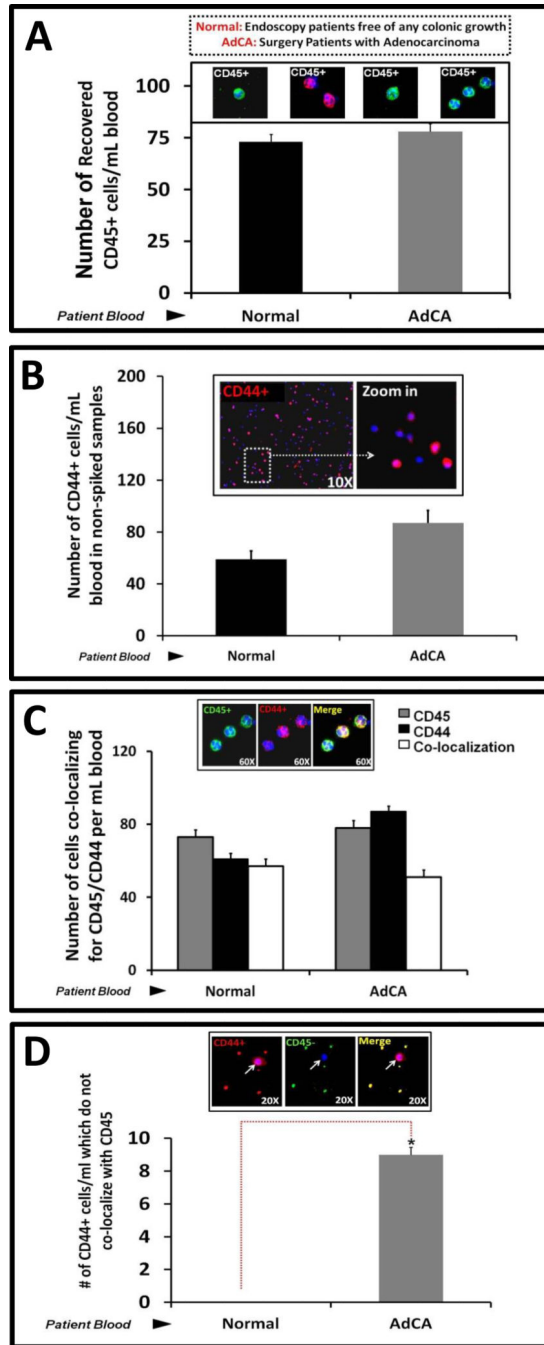 A
Normal: Endoscopy patients free of any colonic growth
AdCA: Surgery Patients with Adenocarcinoma
CD45+
CD45+
CD45+
CD45+
Number of Recovered
CD45+ cells/mL blood
100
75
50
25
0
Patient Blood
Normal
AdCA
B
Number of CD44+ cells/mL
blood in non-spiked samples
200
160
120
80
40
0
CD44+
Zoom in
10X
Patient Blood
Normal
AdCA
C
CD45+
CD44+
Merge
60X
60X
60X
CD45
CD44
Co-localization
Number of cells co-localizing
for CD45/CD44 per mL blood
120
80
40
0
Patient Blood
Normal
AdCA
D
CD44+
CD45-
Merge
20X
20X
20X
# of CD44+ cells/ml which do not
co-localize with CD45
10
8
6
4
2
0
*
Patient Blood
Normal
AdCA